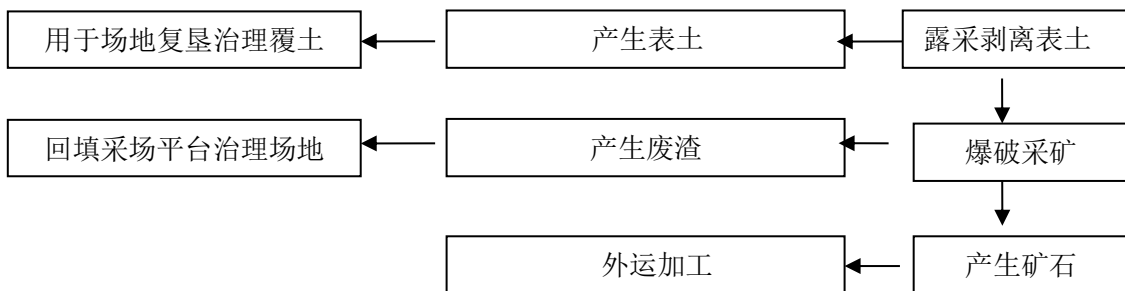 用于场地复垦治理覆土
产生表土
露采剥离表土
回填采场平台治理场地
产生废渣
爆破采矿
外运加工
产生矿石